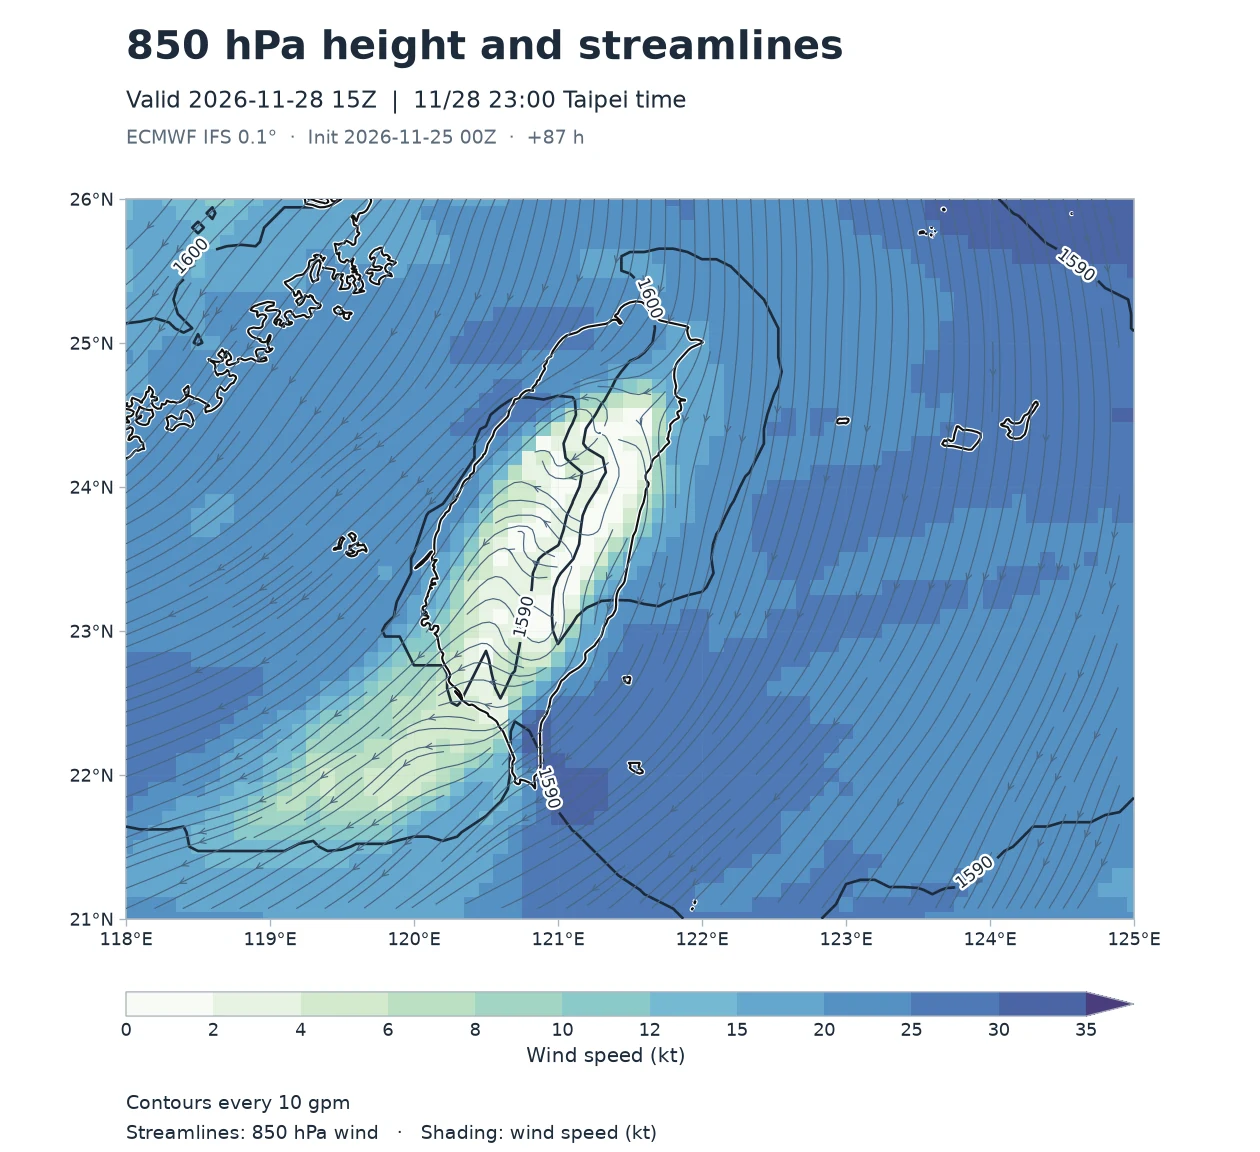 850 hPa height and streamlines
Valid 2026-11-28 15Z | 11/28 23:00 Taipei time
ECMWF IFS 0.1° · Init 2026-11-25 00Z · +87 h
26°N
1600
1590
1600
25°N
24°N
23°N
1590
22°N
1590
1590
21°N
118°E 119°E 120°E 121°E 122°E 123°E 124°E 125°E
0 2 4 6 8 10 12 15 20 25 30 35
Wind speed (kt)
Contours every 10 gpm
Streamlines: 850 hPa wind · Shading: wind speed (kt)